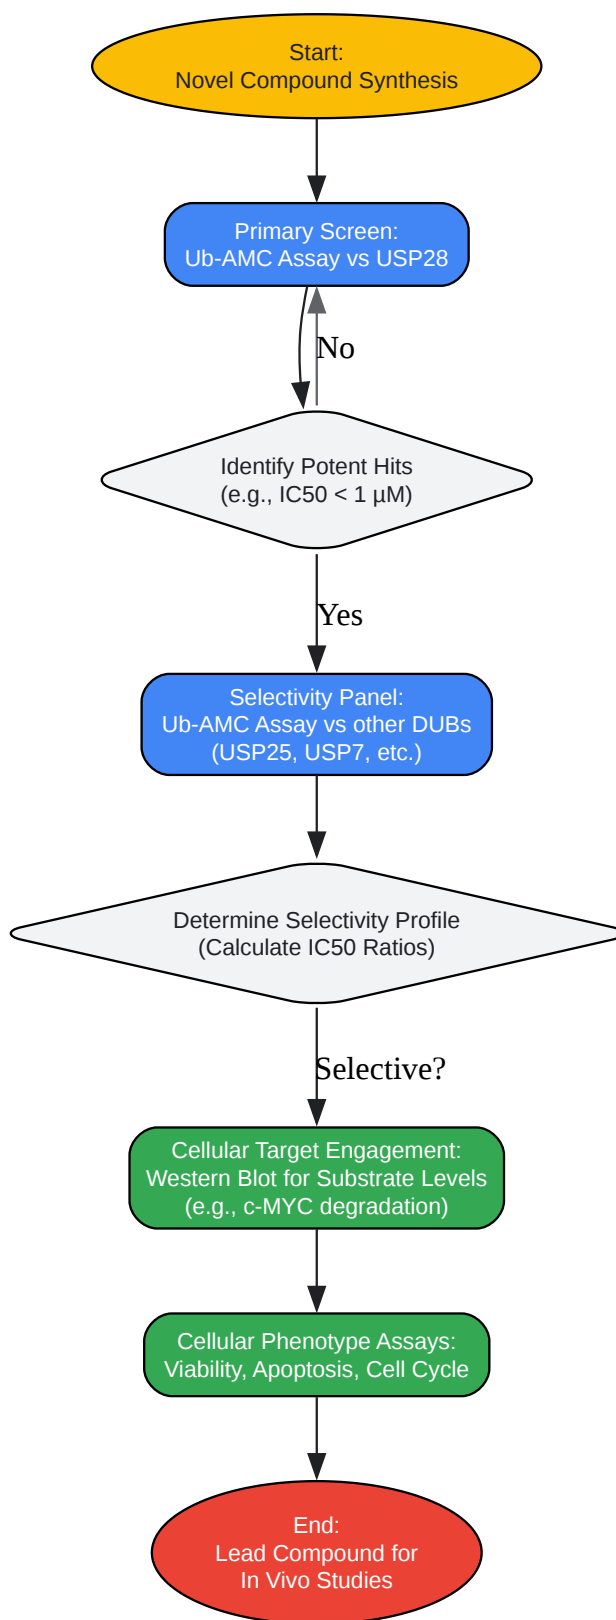 Start:
Novel Compound Synthesis
Primary Screen:
Ub-AMC Assay vs USP28
No
Identify Potent Hits
(e.g., IC50 < 1 µM)
Yes
Selectivity Panel:
Ub-AMC Assay vs other DUBs
(USP25, USP7, etc.)
Determine Selectivity Profile
(Calculate IC50 Ratios)
Selective?
Cellular Target Engagement:
Western Blot for Substrate Levels
(e.g., c-MYC degradation)
Cellular Phenotype Assays:
Viability, Apoptosis, Cell Cycle
End:
Lead Compound for
In Vivo Studies